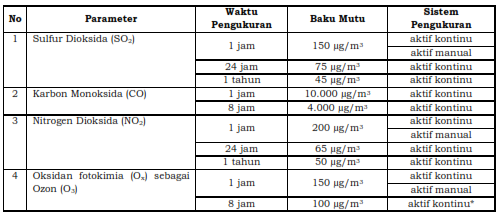 No Parameter Waktu Pengukuran Baku Mutu Sistem Pengukuran
1 Sulfur Dioksida (SO₂) 1 jam 150 µg/m³ aktif kontinu
aktif manual
24 jam 75 µg/m³ aktif kontinu
1 tahun 45 µg/m³ aktif kontinu
2 Karbon Monoksida (CO) 1 jam 10.000 µg/m³ aktif kontinu
8 jam 4.000 µg/m³ aktif kontinu
3 Nitrogen Dioksida (NO₂) 1 jam 200 µg/m³ aktif kontinu
aktif manual
24 jam 65 µg/m³ aktif kontinu
1 tahun 50 µg/m³ aktif kontinu
4 Oksidan fotokimia (Oₓ) sebagai Ozon (O₃) 1 jam 150 µg/m³ aktif kontinu
aktif manual
8 jam 100 µg/m³ aktif kontinu*